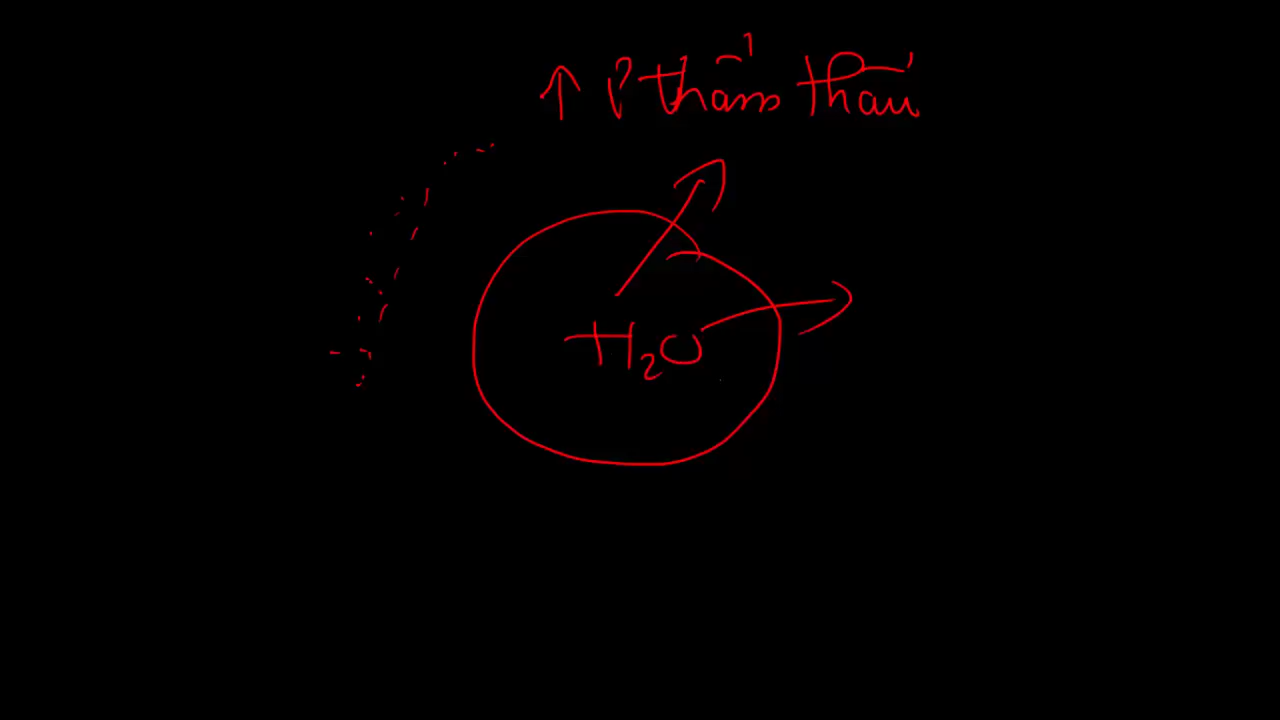 ↑ P thẩm thấu
H₂O